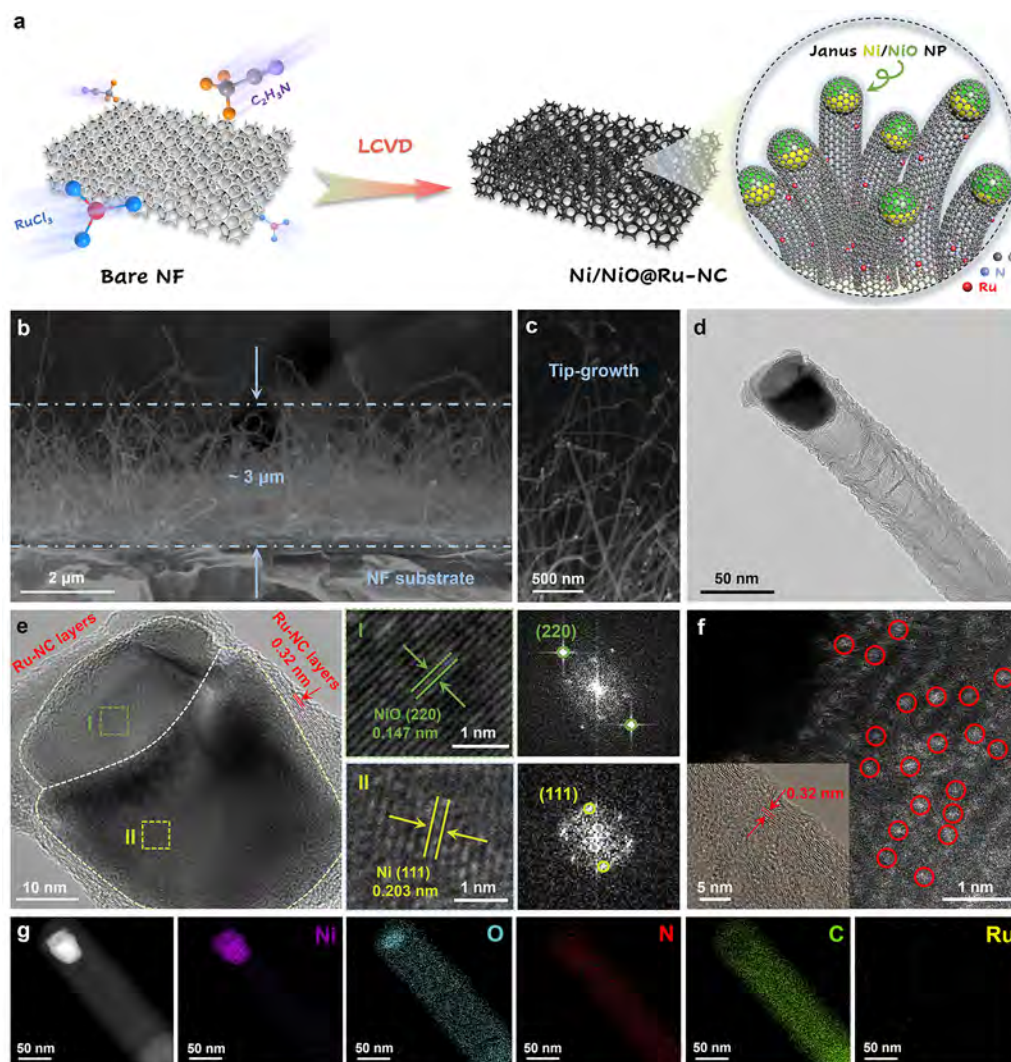 a
C₂H₃N
RuCl₃
Bare NF
LCVD
Ni/NiO@Ru-NC
Janus Ni/NiO NP
N
Ru
b
~ 3 μm
2 μm
NF substrate
c
Tip-growth
500 nm
d
50 nm
e
Ru-NC layers
Ru-NC layers
0.32 nm
I
II
10 nm
I
NiO (220)
0.147 nm
1 nm
(220)
II
Ni (111)
0.203 nm
1 nm
(111)
f
0.32 nm
5 nm
1 nm
g
50 nm
Ni
50 nm
O
50 nm
N
50 nm
C
50 nm
Ru
50 nm